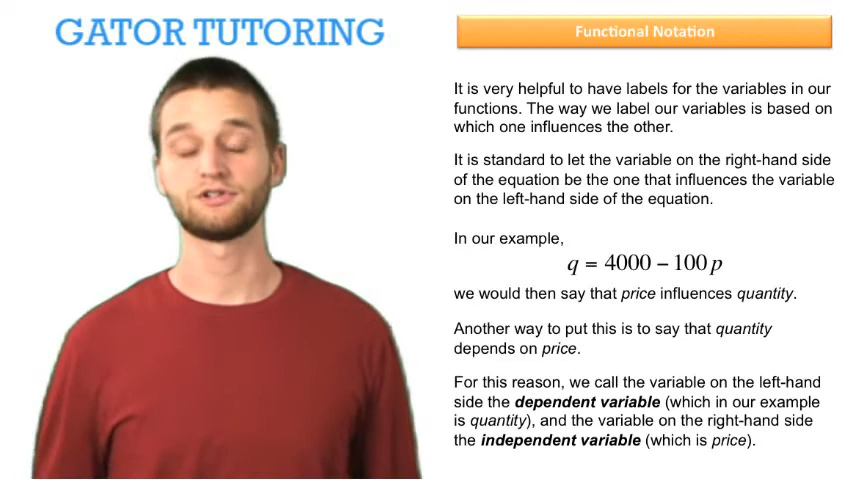 GATOR TUTORING
Functional Notation
It is very helpful to have labels for the variables in our
functions. The way we label our variables is based on
which one influences the other.
It is standard to let the variable on the right-hand side
of the equation be the one that influences the variable
on the left-hand side of the equation.
In our example,
q = 4000 − 100p
we would then say that price influences quantity.
Another way to put this is to say that quantity
depends on price.
For this reason, we call the variable on the left-hand
side the dependent variable (which in our example
is quantity), and the variable on the right-hand side
the independent variable (which is price).